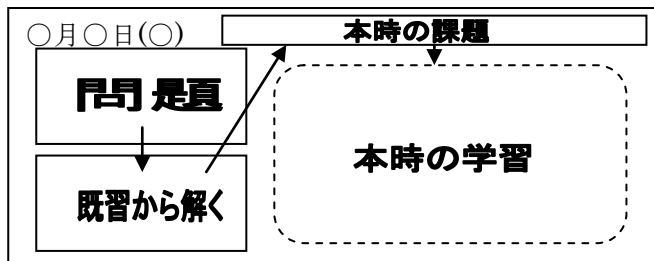 ○月○日(○)
本時の課題
問題
既習から解く
本時の学習